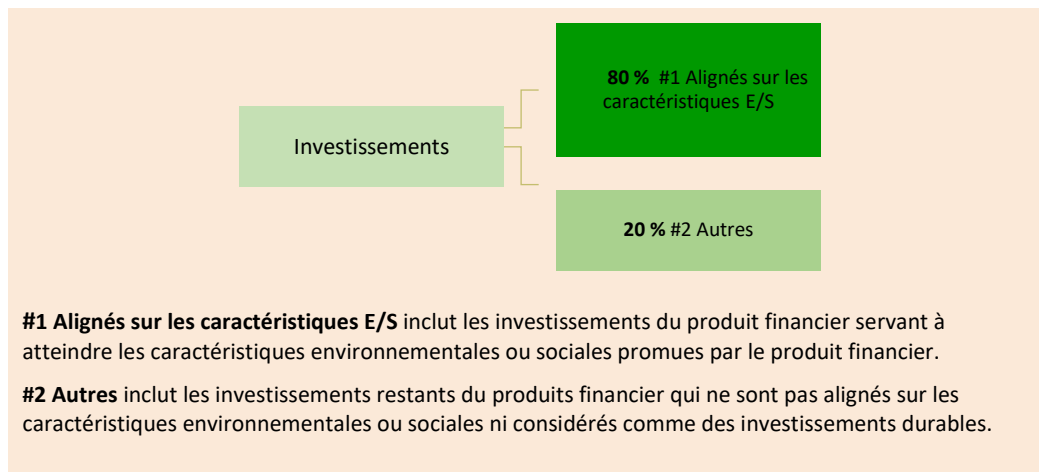 80 % #1 Alignés sur les
caractéristiques E/S
Investissements
20 % #2 Autres
#1 Alignés sur les caractéristiques E/S inclut les investissements du produit financier servant à
atteindre les caractéristiques environnementales ou sociales promues par le produit financier.
#2 Autres inclut les investissements restants du produits financier qui ne sont pas alignés sur les
caractéristiques environnementales ou sociales ni considérés comme des investissements durables.